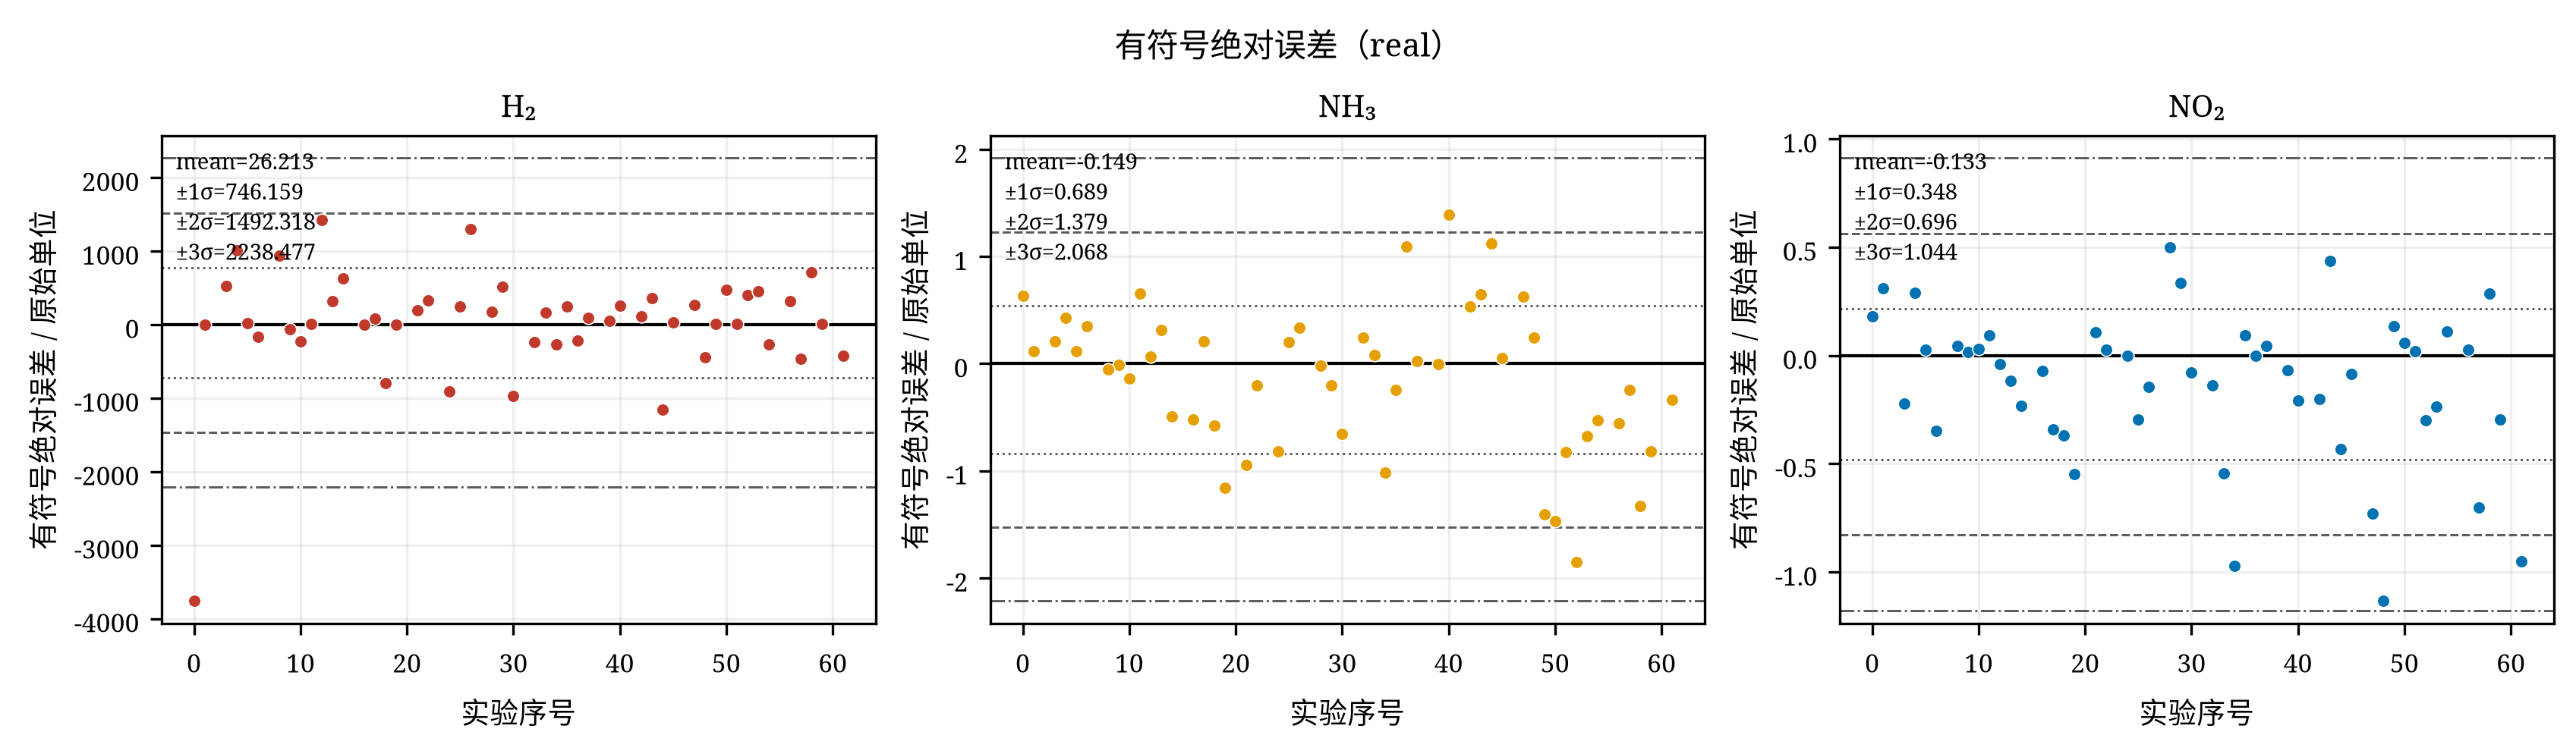 有符号绝对误差（real）
H₂
mean=26.213
±1σ=746.159
±2σ=1492.318
±3σ=2238.477
2000
1000
0
-1000
-2000
-3000
-4000
有符号绝对误差 / 原始单位
0 10 20 30 40 50 60
实验序号
NH₃
mean=-0.149
±1σ=0.689
±2σ=1.379
±3σ=2.068
2
1
0
-1
-2
有符号绝对误差 / 原始单位
0 10 20 30 40 50 60
实验序号
NO₂
mean=-0.133
±1σ=0.348
±2σ=0.696
±3σ=1.044
1.0
0.5
0.0
-0.5
-1.0
有符号绝对误差 / 原始单位
0 10 20 30 40 50 60
实验序号